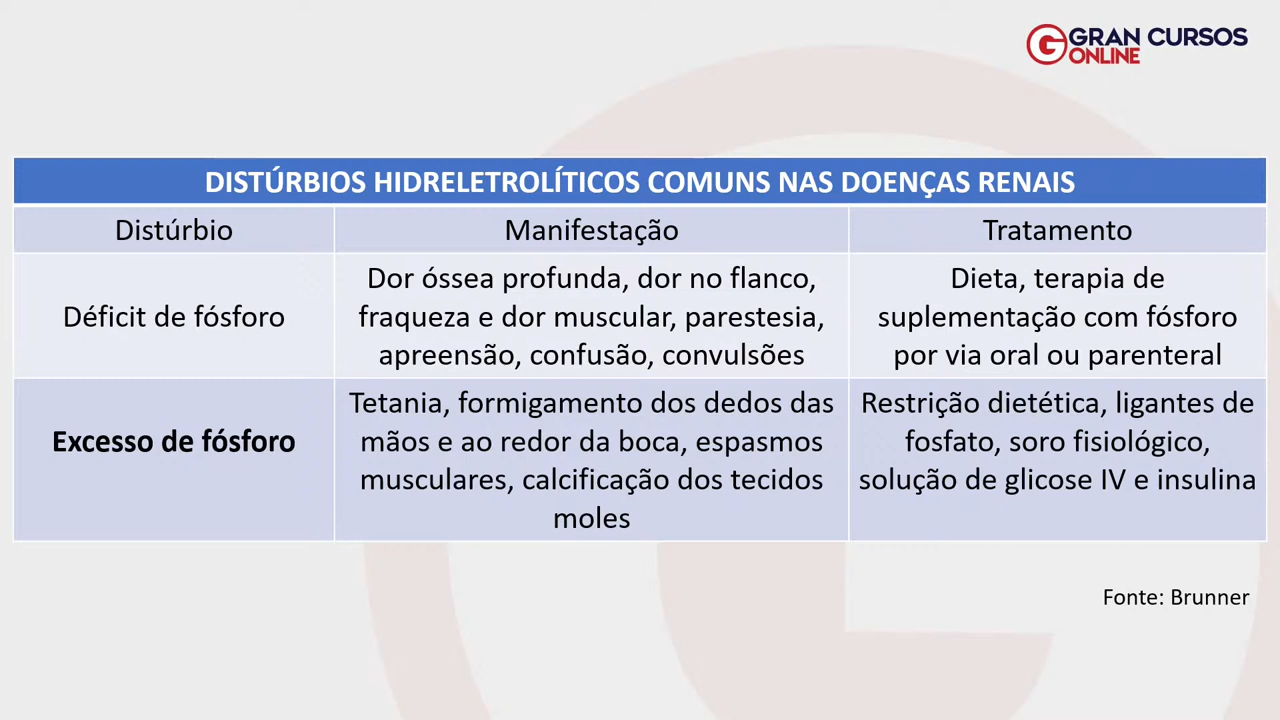 GRAN CURSOS
ONLINE
DISTÚRBIOS HIDRELETROLÍTICOS COMUNS NAS DOENÇAS RENAIS
Distúrbio
Manifestação
Tratamento
Déficit de fósforo
Dor óssea profunda, dor no flanco,
fraqueza e dor muscular, parestesia,
apreensão, confusão, convulsões
Dieta, terapia de
suplementação com fósforo
por via oral ou parenteral
Excesso de fósforo
Tetania, formigamento dos dedos das
mãos e ao redor da boca, espasmos
musculares, calcificação dos tecidos
moles
Restrição dietética, ligantes de
fosfato, soro fisiológico,
solução de glicose IV e insulina
Fonte: Brunner